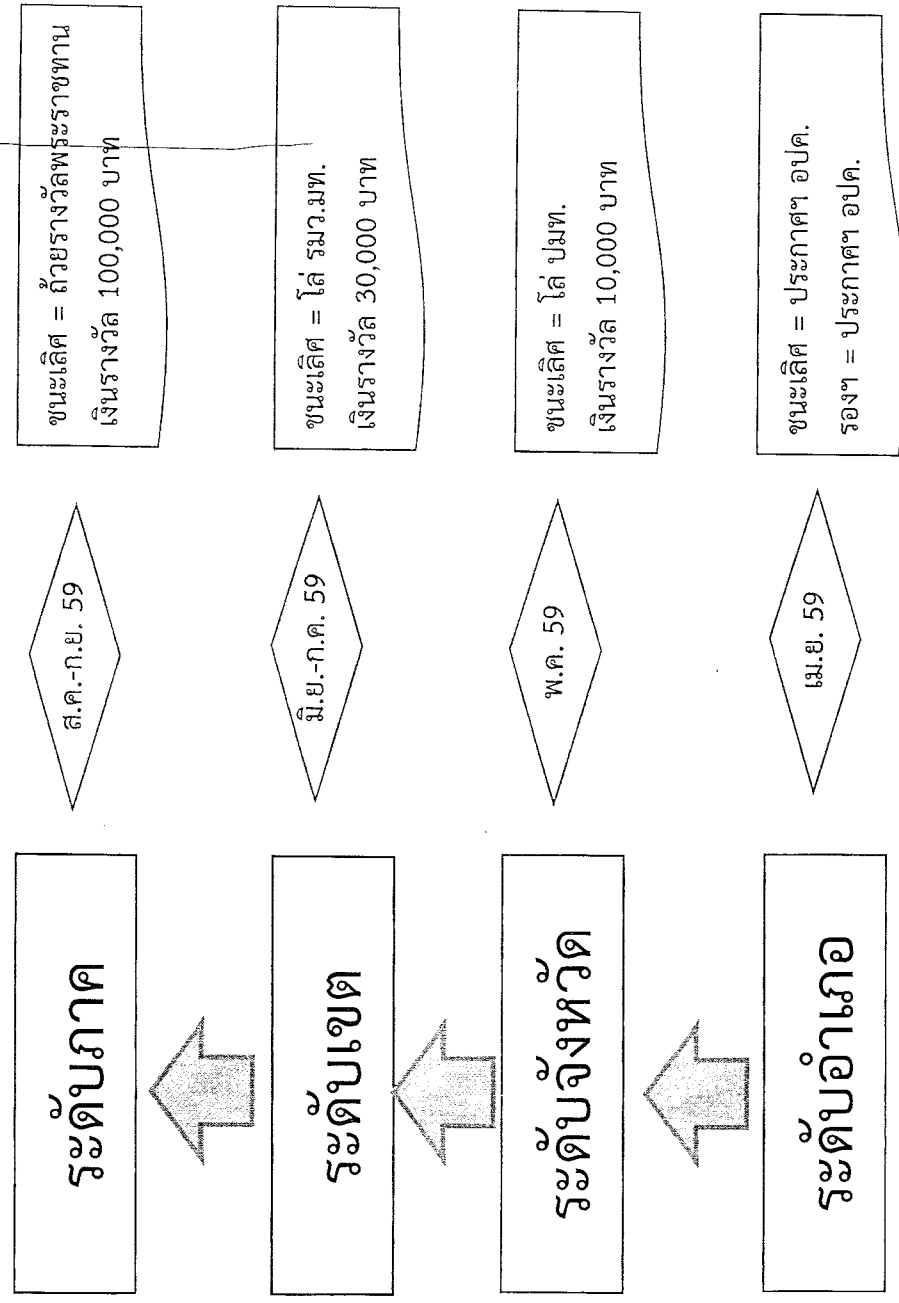 ระดับภาค
ส.ค.-ก.ย. 59
ชนะเลิศ = ถ้วยรางวัลพระราชทาน
เงินรางวัล 100,000 บาท
ระดับเขต
มิ.ย.-ก.ค. 59
ชนะเลิศ = โล่ รมว.มท.
เงินรางวัล 30,000 บาท
ระดับจังหวัด
พ.ค. 59
ชนะเลิศ = โล่ ปมท.
เงินรางวัล 10,000 บาท
ระดับอำเภอ
เม.ย. 59
ชนะเลิศ = ประกาศฯ อปค.
รองฯ = ประกาศฯ อปค.